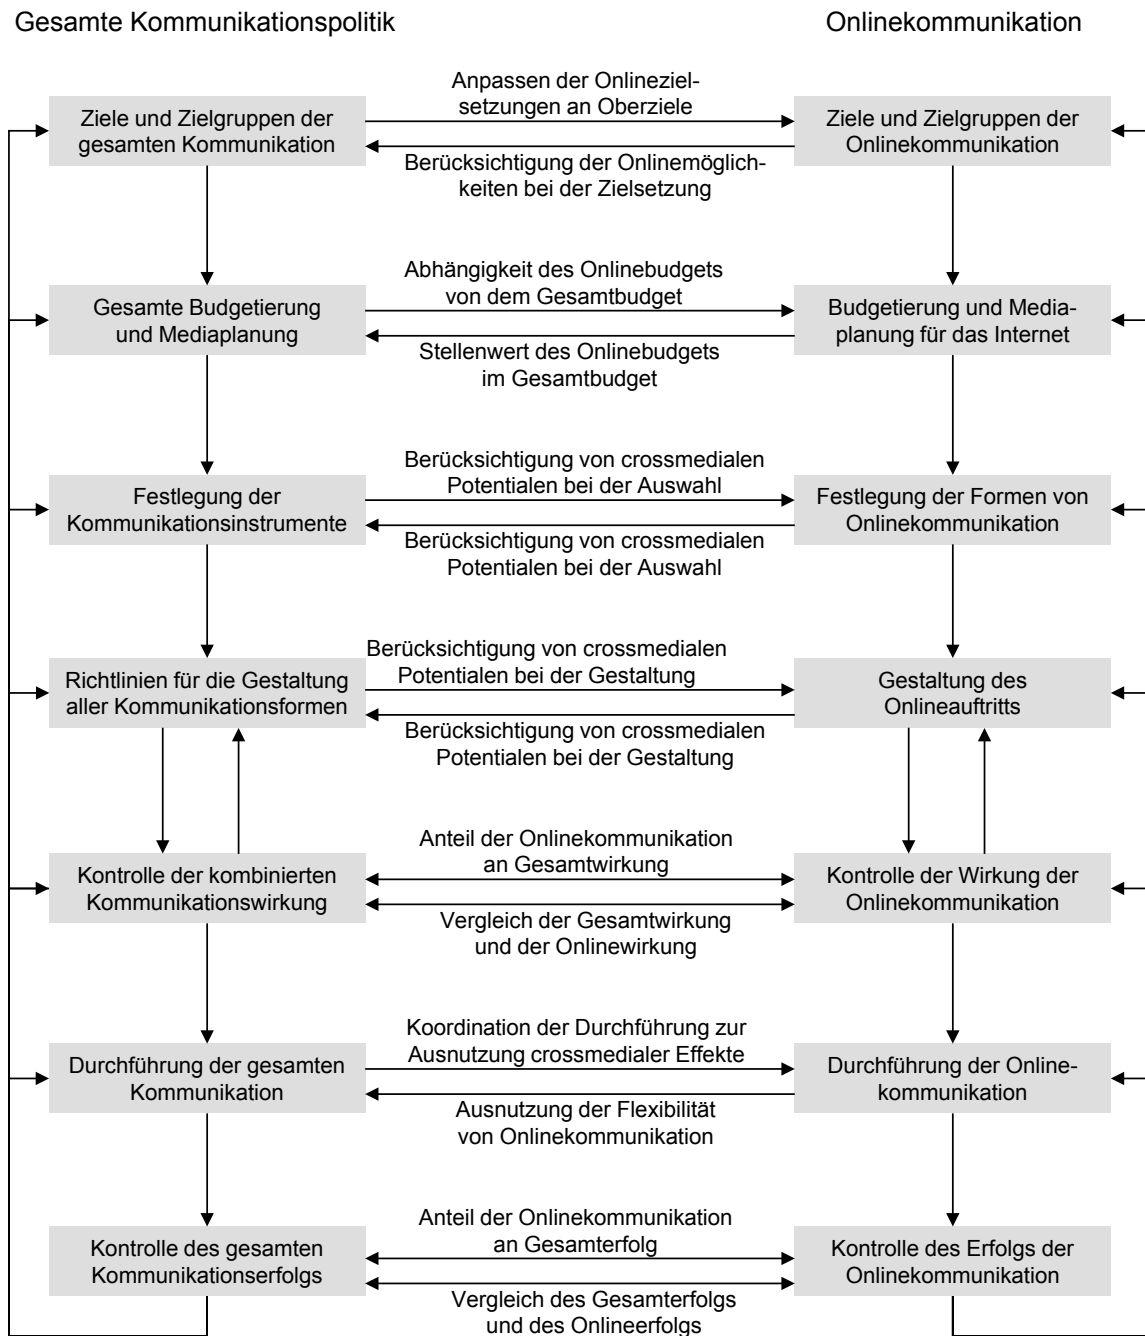 Gesamte Kommunikationspolitik
Onlinekommunikation
Anpassen der Onlineziel-
setzungen an Oberziele
Ziele und Zielgruppen der
gesamten Kommunikation
Ziele und Zielgruppen der
Onlinekommunikation
Berücksichtigung der Onlinemöglich-
keiten bei der Zielsetzung
Abhängigkeit des Onlinebudgets
von dem Gesamtbudget
Gesamte Budgetierung
und Mediaplanung
Budgetierung und Media-
planung für das Internet
Stellenwert des Onlinebudgets
im Gesamtbudget
Berücksichtigung von crossmedialen
Potentialen bei der Auswahl
Festlegung der
Kommunikationsinstrumente
Festlegung der Formen von
Onlinekommunikation
Berücksichtigung von crossmedialen
Potentialen bei der Auswahl
Berücksichtigung von crossmedialen
Potentialen bei der Gestaltung
Richtlinien für die Gestaltung
aller Kommunikationsformen
Gestaltung des
Onlineauftritts
Berücksichtigung von crossmedialen
Potentialen bei der Gestaltung
Anteil der Onlinekommunikation
an Gesamtwirkung
Kontrolle der kombinierten
Kommunikationswirkung
Kontrolle der Wirkung der
Onlinekommunikation
Vergleich der Gesamtwirkung
und der Onlinewirkung
Koordination der Durchführung zur
Ausnutzung crossmedialer Effekte
Durchführung der gesamten
Kommunikation
Durchführung der Online-
kommunikation
Ausnutzung der Flexibilität
von Onlinekommunikation
Anteil der Onlinekommunikation
an Gesamterfolg
Kontrolle des gesamten
Kommunikationserfolgs
Kontrolle des Erfolgs der
Onlinekommunikation
Vergleich des Gesamterfolgs
und des Onlineerfolgs